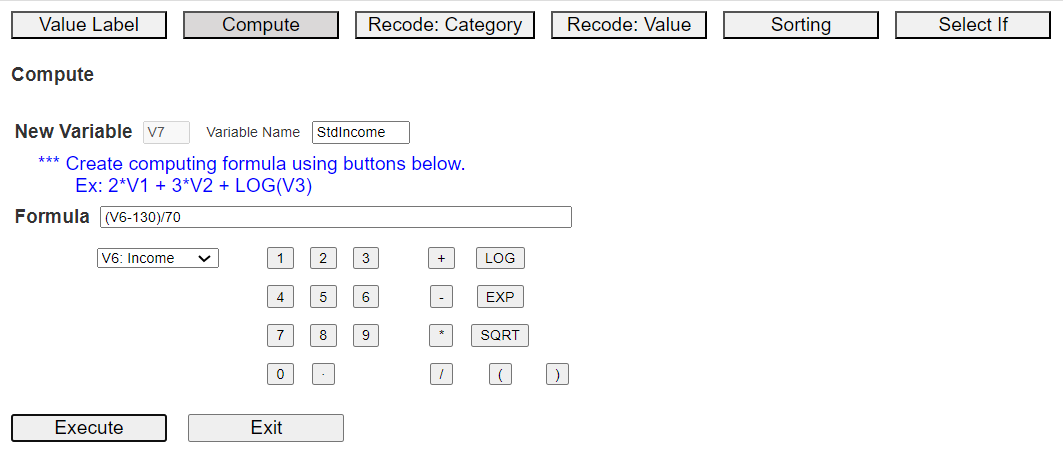 Value Label Compute Recode: Category Recode: Value Sorting Select If
Compute
New Variable V7 Variable Name StdIncome
*** Create computing formula using buttons below.
Ex: 2*V1 + 3*V2 + LOG(V3)
Formula (V6-130)/70
V6: Income 1 2 3 + LOG
4 5 6 - EXP
7 8 9 * SQRT
0 . / ( )
Execute Exit